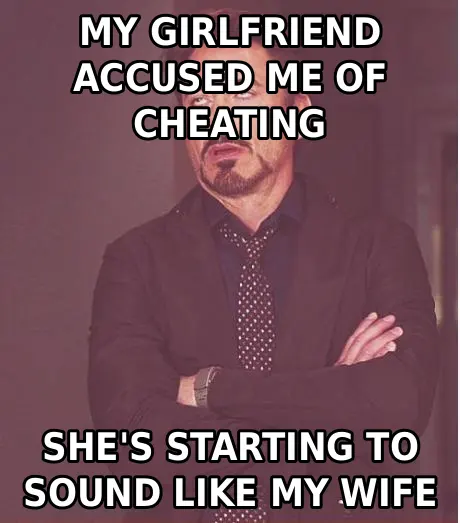 MY GIRLFRIEND
ACCUSED ME OF
CHEATING
SHE'S STARTING TO
SOUND LIKE MY WIFE